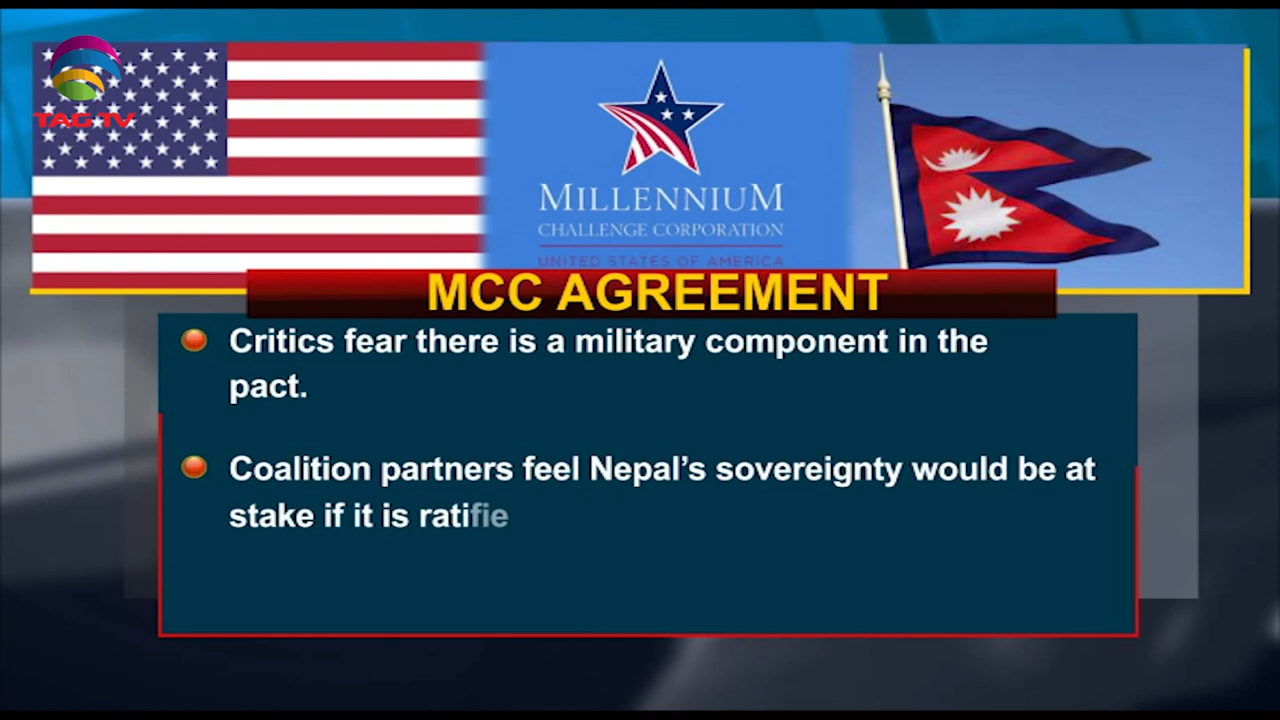 TAG TV
MILLENNIUM
CHALLENGE CORPORATION
UNITED STATES OF AMERICA
MCC AGREEMENT
Critics fear there is a military component in the
pact.
Coalition partners feel Nepal’s sovereignty would be at
stake if it is ratifie